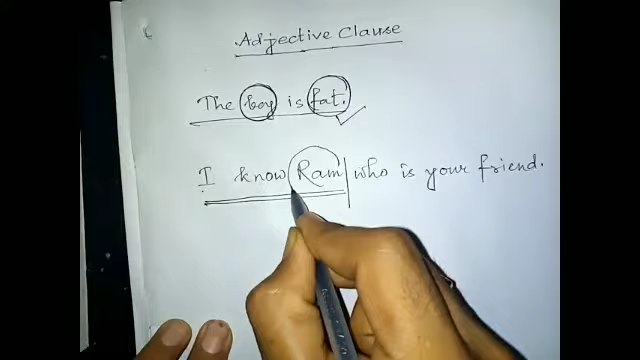 Adjective Clause
The boy is fat.
I know Ram who is your friend.